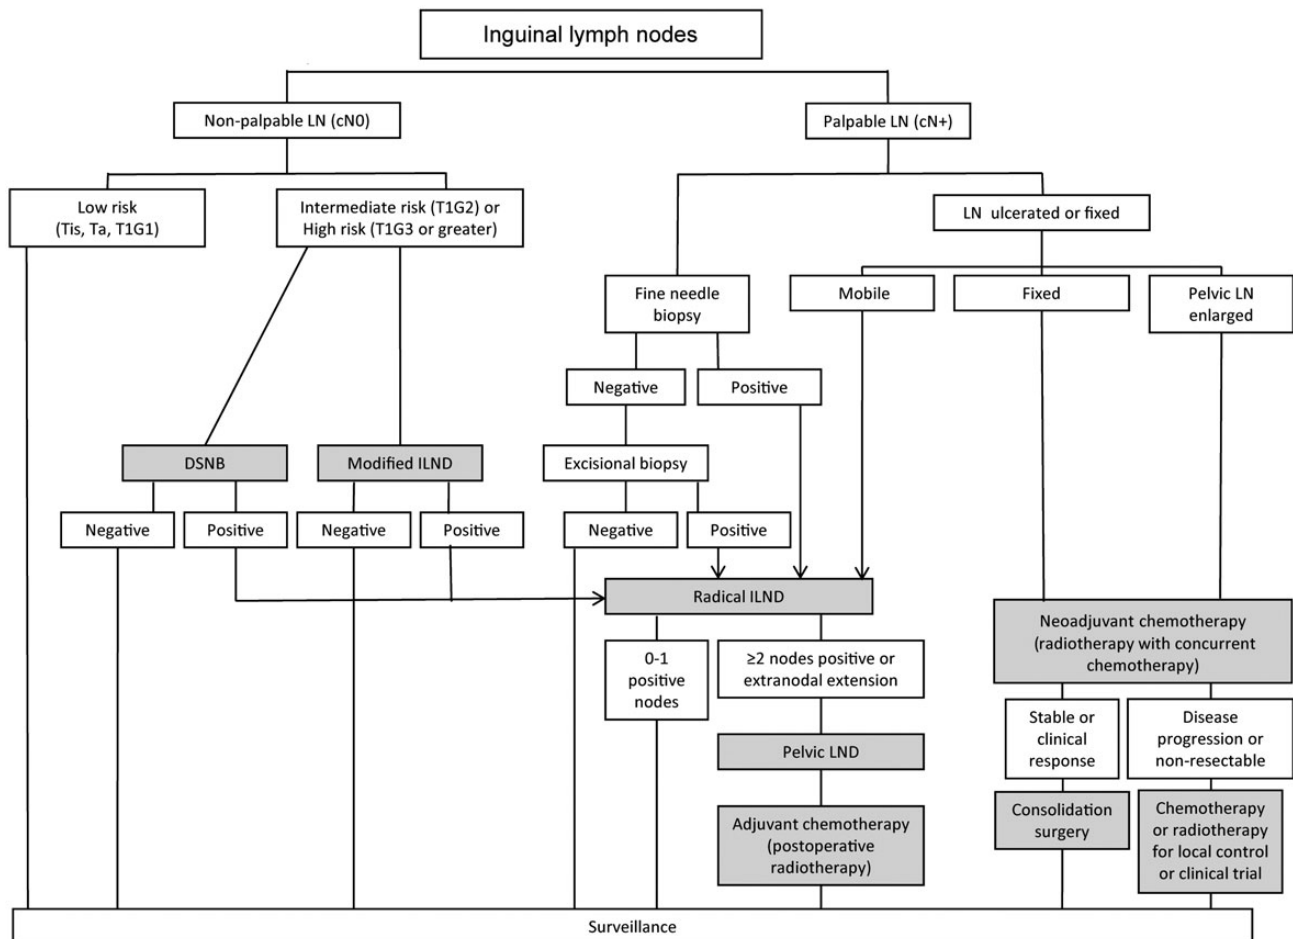 Inguinal lymph nodes
Non-palpable LN (cN0)
Palpable LN (cN+)
Low risk
(Tis, Ta, T1G1)
Intermediate risk (T1G2) or
High risk (T1G3 or greater)
LN ulcerated or fixed
Fine needle
biopsy
Mobile
Fixed
Pelvic LN
enlarged
Negative
Positive
DSNB
Modified ILND
Excisional biopsy
Negative
Positive
Negative
Positive
Negative
Positive
Radical ILND
Neoadjuvant chemotherapy
(radiotherapy with concurrent
chemotherapy)
0-1
positive
nodes
≥2 nodes positive or
extranodal extension
Stable or
clinical
response
Disease
progression or
non-resectable
Pelvic LND
Consolidation
surgery
Chemotherapy
or radiotherapy
for local control
or clinical trial
Adjuvant chemotherapy
(postoperative
radiotherapy)
Surveillance